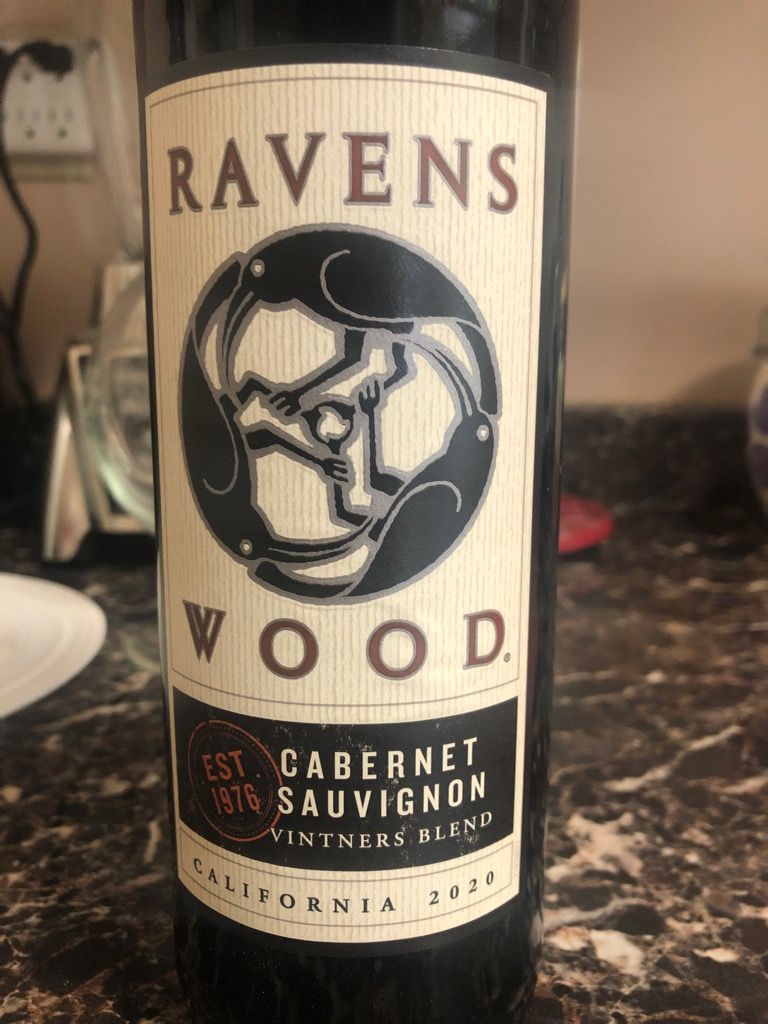 RAVENS
WOOD®
EST.
1976
CABERNET
SAUVIGNON
VINTNERS BLEND
CALIFORNIA 2020